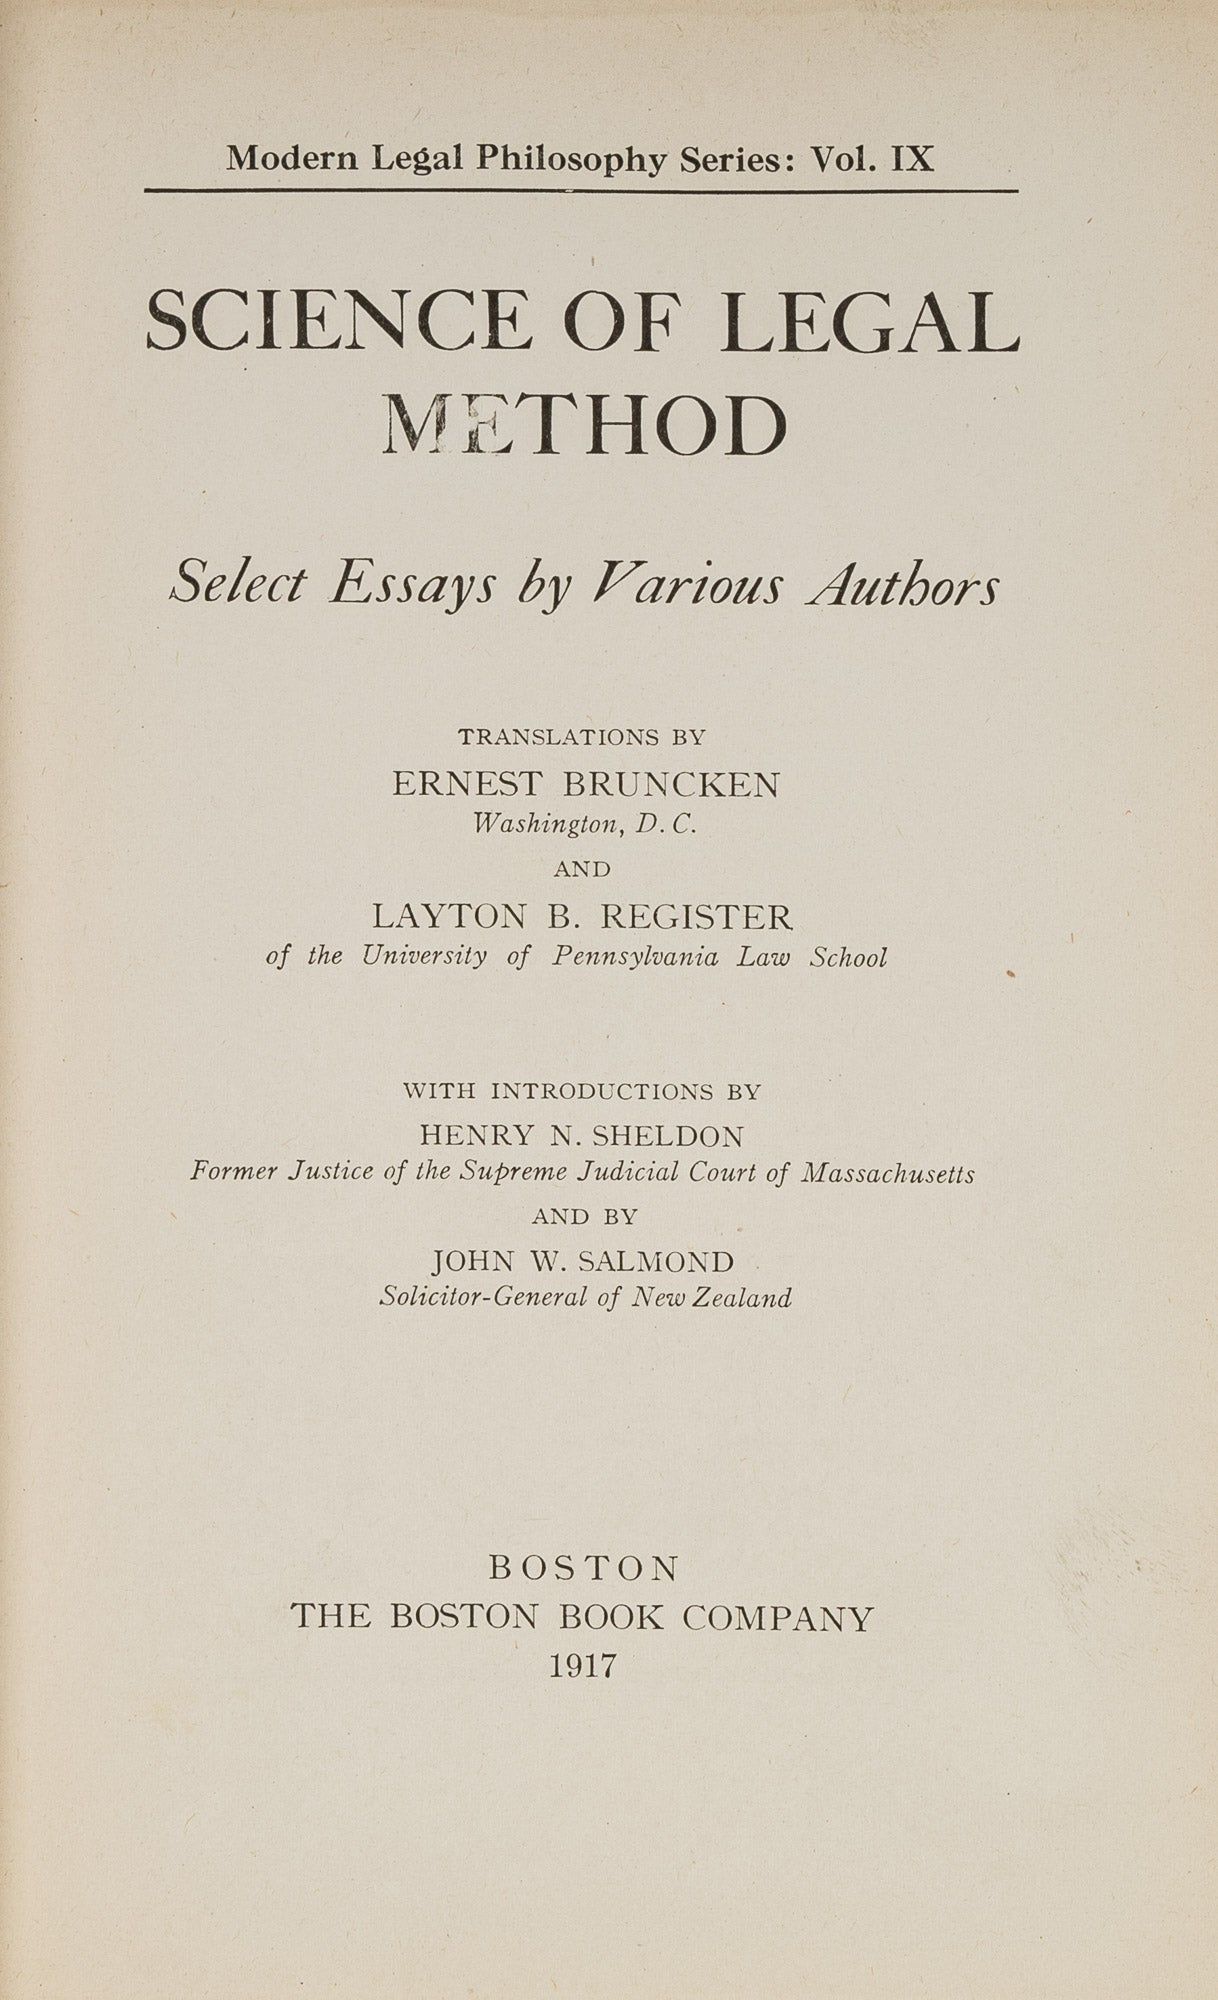 Modern Legal Philosophy Series: Vol. IX
SCIENCE OF LEGAL
METHOD
Select Essays by Various Authors
TRANSLATIONS BY
ERNEST BRUNCKEN
Washington, D. C.
AND
LAYTON B. REGISTER
of the University of Pennsylvania Law School
WITH INTRODUCTIONS BY
HENRY N. SHELDON
Former Justice of the Supreme Judicial Court of Massachusetts
AND BY
JOHN W. SALMOND
Solicitor-General of New Zealand
BOSTON
THE BOSTON BOOK COMPANY
1917